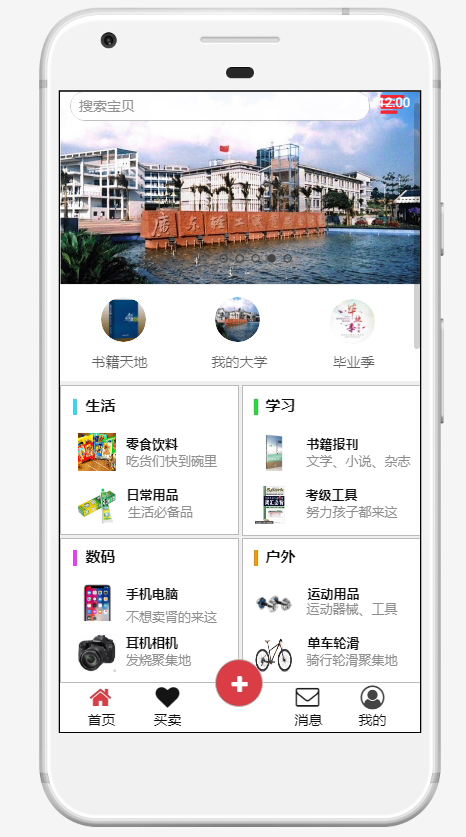 搜索宝贝
12:00
书籍天地
我的大学
毕业季
生活
学习
零食饮料
吃货们快到碗里
书籍报刊
文学、小说、杂志
日常用品
生活必备品
考级工具
努力孩子都来这
数码
户外
手机电脑
不想卖肾的来这
运动用品
运动器械、工具
耳机相机
发烧聚集地
单车轮滑
骑行轮滑聚集地
首页
买卖
消息
我的